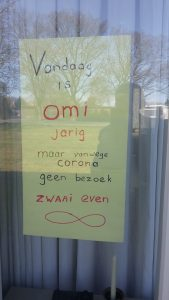 Vandaag
is
omi
jarig
maar vanwege
corona
geen bezoek
zwaai even